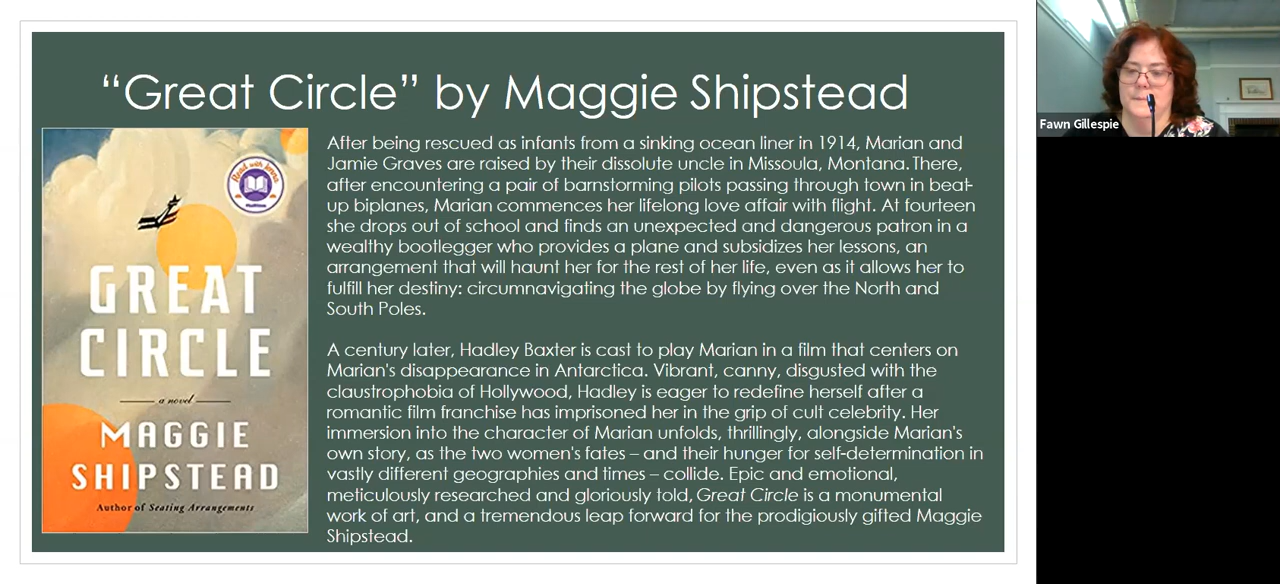 “Great Circle” by Maggie Shipstead
Read with Jenna
GREAT
CIRCLE
a novel
MAGGIE
SHIPSTEAD
Author of Seating Arrangements
After being rescued as infants from a sinking ocean liner in 1914, Marian and
Jamie Graves are raised by their dissolute uncle in Missoula, Montana. There,
after encountering a pair of barnstorming pilots passing through town in beat-
up biplanes, Marian commences her lifelong love affair with flight. At fourteen
she drops out of school and finds an unexpected and dangerous patron in a
wealthy bootlegger who provides a plane and subsidizes her lessons, an
arrangement that will haunt her for the rest of her life, even as it allows her to
fulfill her destiny: circumnavigating the globe by flying over the North and
South Poles.
A century later, Hadley Baxter is cast to play Marian in a film that centers on
Marian's disappearance in Antarctica. Vibrant, canny, disgusted with the
claustrophobia of Hollywood, Hadley is eager to redefine herself after a
romantic film franchise has imprisoned her in the grip of cult celebrity. Her
immersion into the character of Marian unfolds, thrillingly, alongside Marian's
own story, as the two women's fates – and their hunger for self-determination in
vastly different geographies and times – collide. Epic and emotional,
meticulously researched and gloriously told, Great Circle is a monumental
work of art, and a tremendous leap forward for the prodigiously gifted Maggie
Shipstead.
Fawn Gillespie